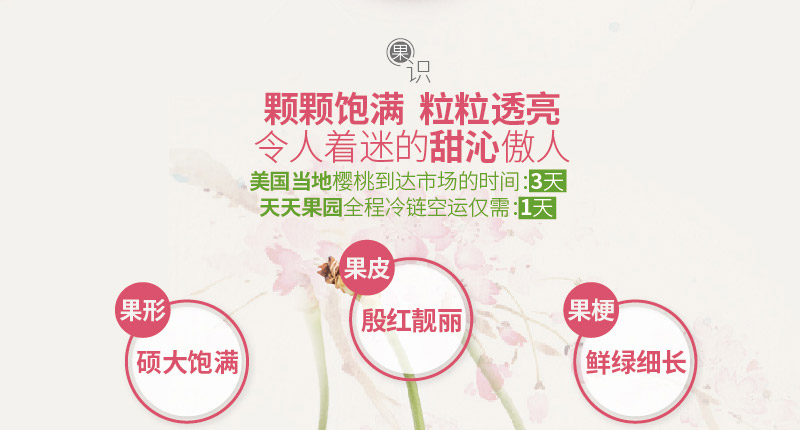 果识
颗颗饱满 粒粒透亮
令人着迷的甜沁傲人
美国当地樱桃到达市场的时间:3天
天天果园全程冷链空运仅需:1天
果形
硕大饱满
果皮
殷红靓丽
果梗
鲜绿细长